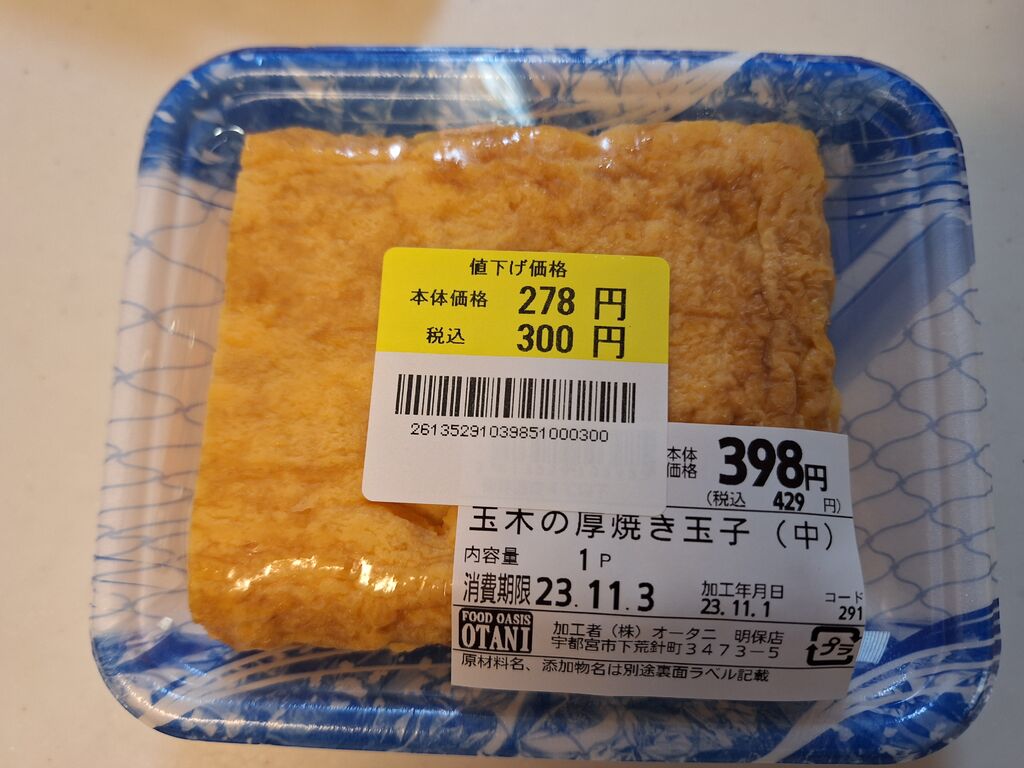 値下げ価格
本体価格 278 円
税込 300 円
26135291039851000300
本体価格 398円
(税込 429 円)
玉木の厚焼き玉子 (中)
内容量 1P
消費期限 23.11.3 加工年月日 23.11.1 コード 291
FOOD OASIS
OTANI
加工者 (株) オータニ 明保店
宇都宮市下荒針町3473-5
プラ
原材料名、添加物名は別途裏面ラベル記載